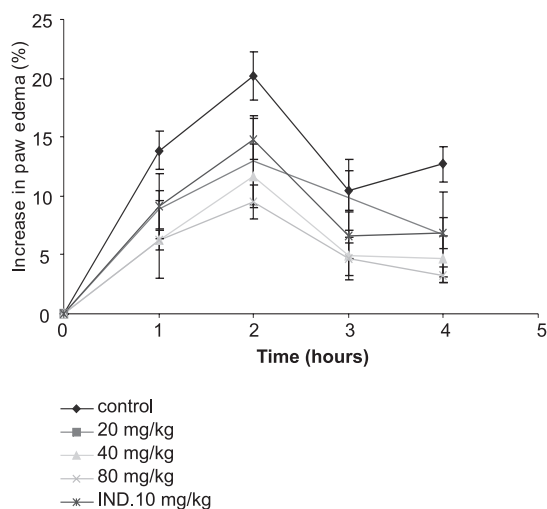 Increase in paw edema (%)
25
20
15
10
5
0
0 1 2 3 4 5
Time (hours)
control
20 mg/kg
40 mg/kg
80 mg/kg
IND.10 mg/kg